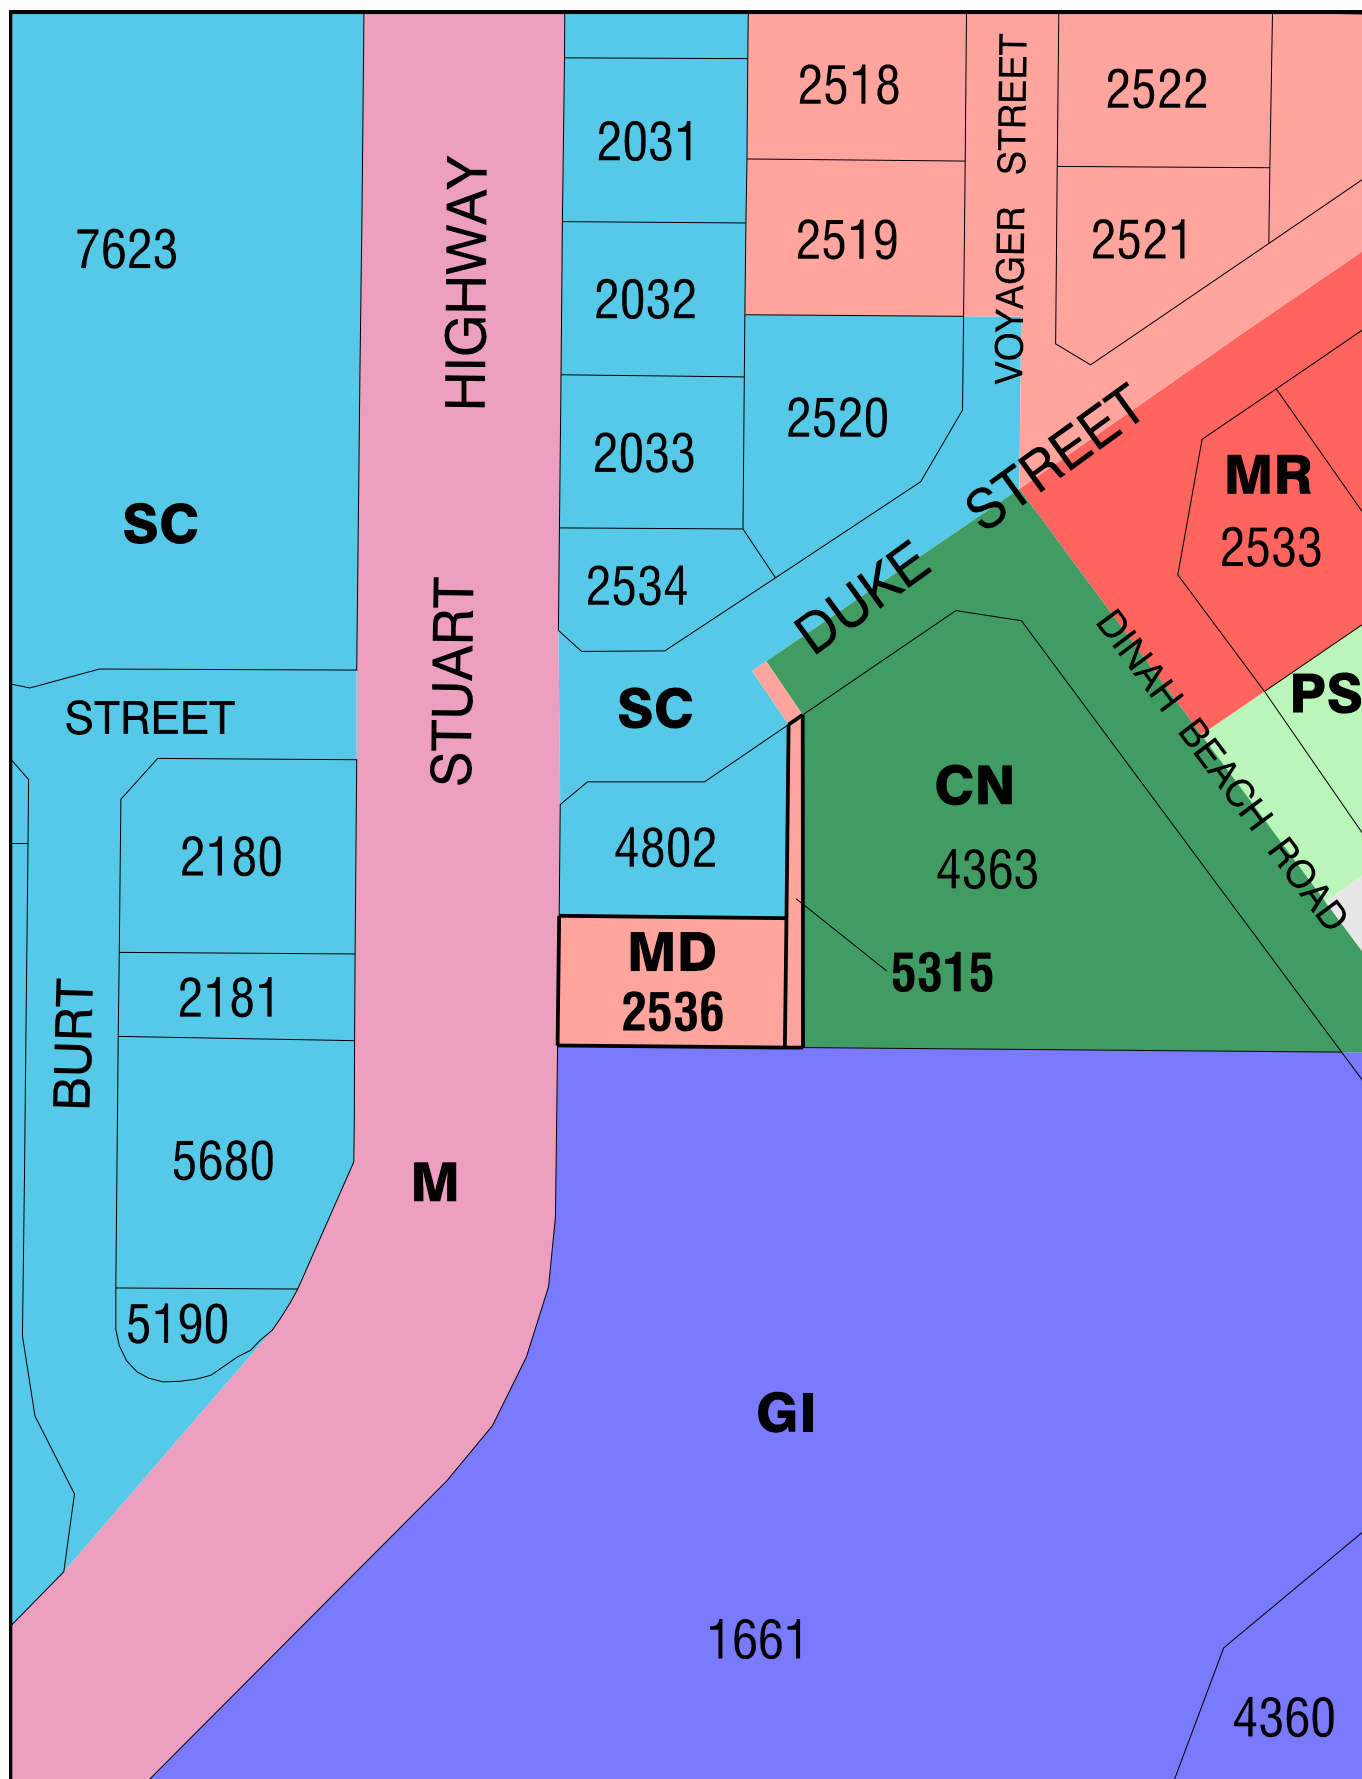 2518
2522
2031
7623
2519
2521
VOYAGER STREET
STUART HIGHWAY
2032
2520
2033
SC
MR
2533
2534
DUKE STREET
SC
PS
STREET
DINAH BEACH ROAD
CN
4363
2180
4802
MD
2536
5315
2181
BURT
5680
M
5190
GI
1661
4360